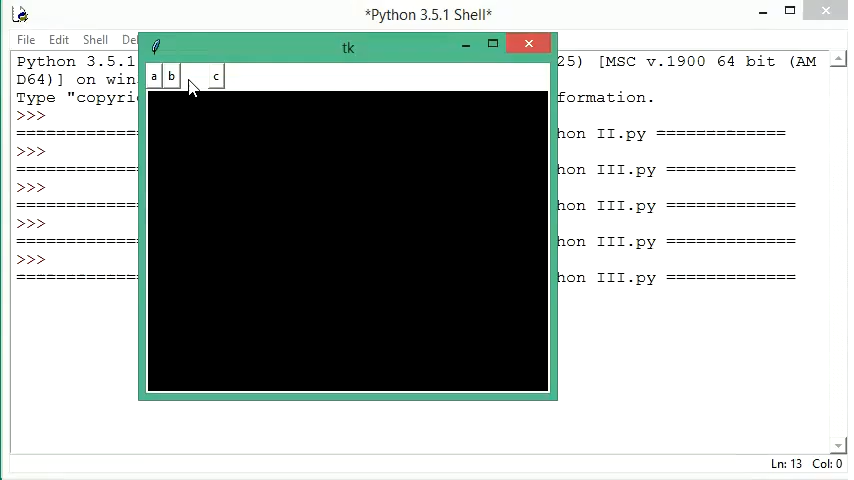 *Python 3.5.1 Shell*
File Edit Shell De
tk
a b c
Python 3.5.1 25) [MSC v.1900 64 bit (AM
D64)] on win
Type "copyri formation.
>>>
============= hon II.py =============
>>>
============= hon III.py =============
>>>
============= hon III.py =============
>>>
============= hon III.py =============
>>>
============= hon III.py =============
Ln: 13 Col: 0